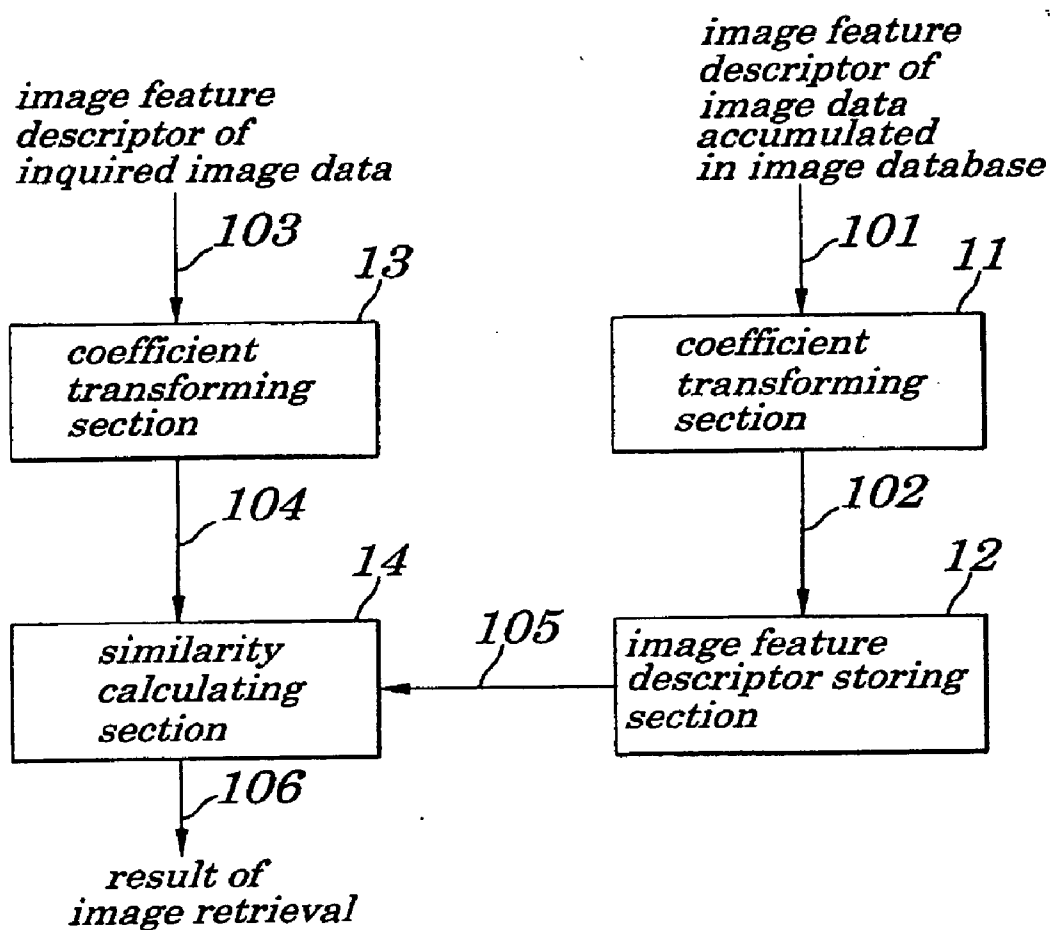 image feature
descriptor of
inquired image data
image feature
descriptor of
image data
accumulated
in image database
103
101
13
11
coefficient
transforming
section
coefficient
transforming
section
104
102
14
12
similarity
calculating
section
105
image feature
descriptor storing
section
106
result of
image retrieval